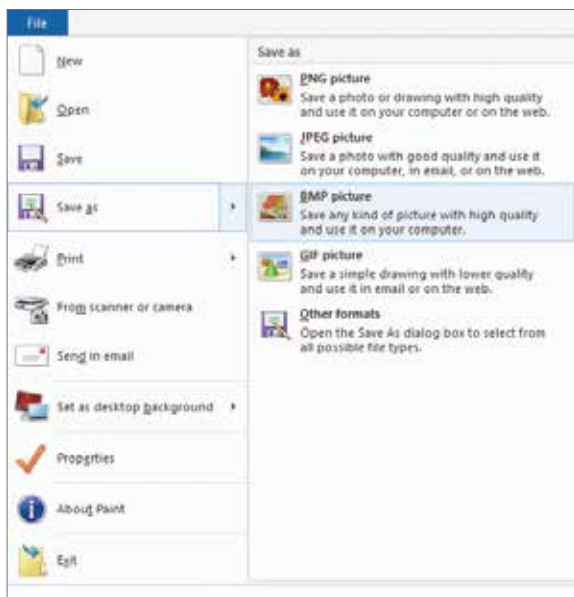 File
New
Open
Save
Save as
Print
From scanner or camera
Send in email
Set as desktop background
Properties
About Paint
Exit
Save as
PNG picture
Save a photo or drawing with high quality
and use it on your computer or on the web.
JPEG picture
Save a photo with good quality and use it
on your computer, in email, or on the web.
BMP picture
Save any kind of picture with high quality
and use it on your computer.
GIF picture
Save a simple drawing with lower quality
and use it in email or on the web.
Other formats
Open the Save As dialog box to select from
all possible file types.